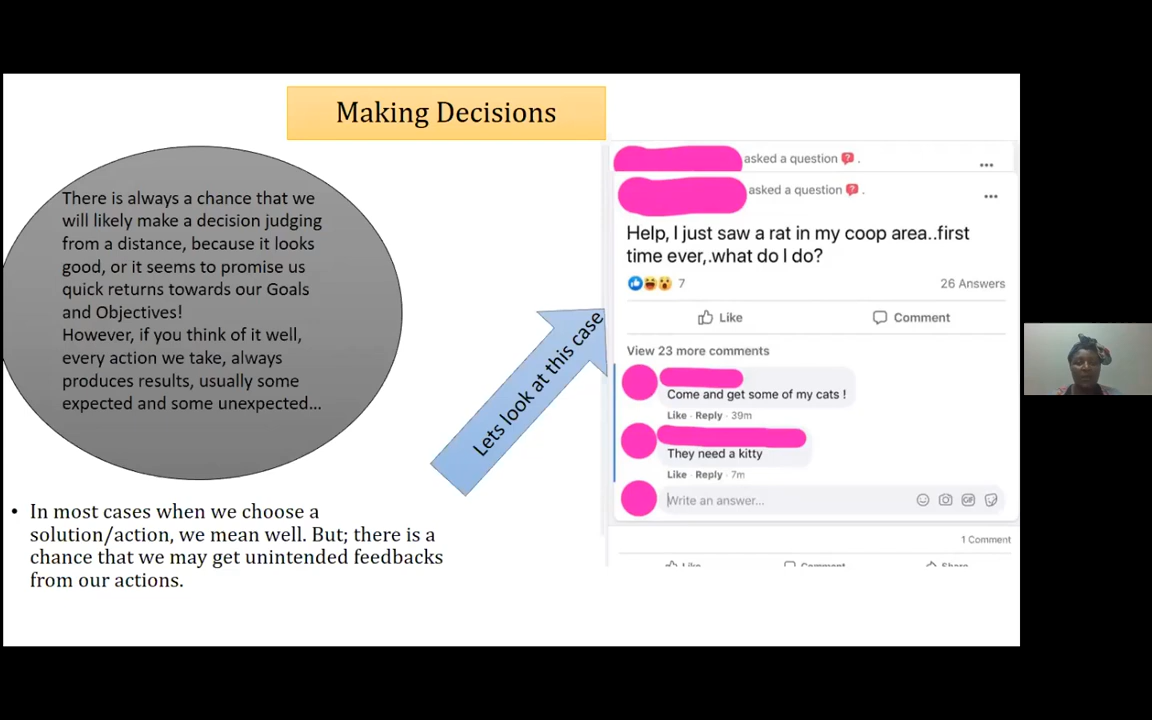 Making Decisions
There is always a chance that we
will likely make a decision judging
from a distance, because it looks
good, or it seems to promise us
quick returns towards our Goals
and Objectives!
However, if you think of it well,
every action we take, always
produces results, usually some
expected and some unexpected...
• In most cases when we choose a
solution/action, we mean well. But; there is a
chance that we may get unintended feedbacks
from our actions.
Lets look at this case
asked a question .
asked a question .
Help, I just saw a rat in my coop area..first
time ever,.what do I do?
7
26 Answers
Like
Comment
View 23 more comments
Come and get some of my cats !
Like · Reply · 39m
They need a kitty
Like · Reply · 7m
Write an answer...
GIF
1 Comment
Like
Comment
Share